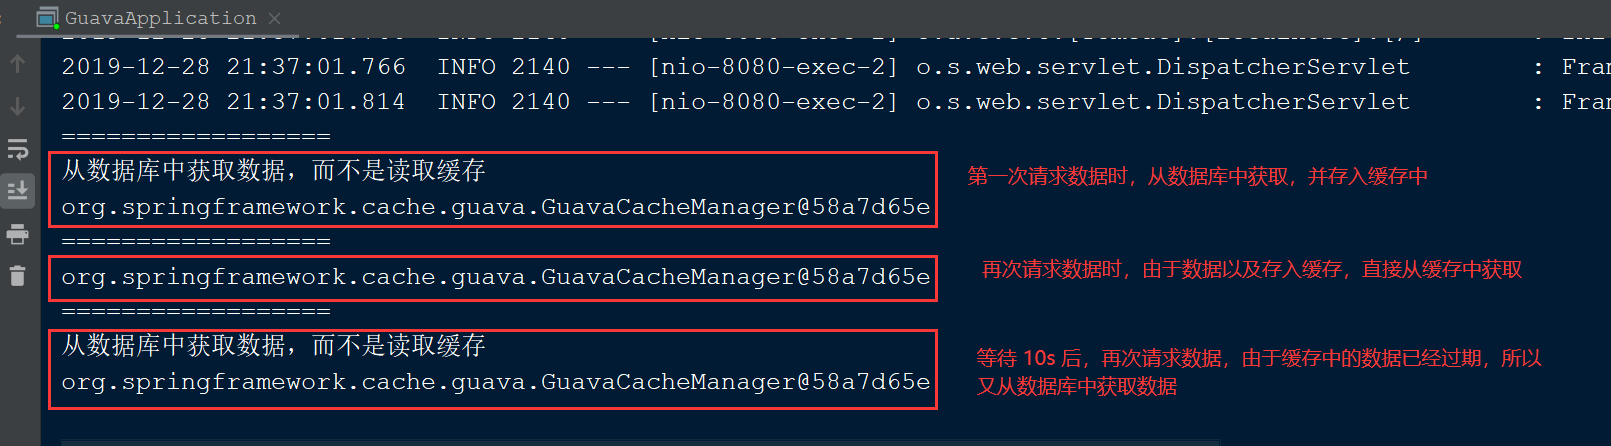 GuavaApplication
2019-12-28 21:37:01.766  INFO 2140 --- [nio-8080-exec-2] o.s.web.servlet.DispatcherServlet        : Fran
2019-12-28 21:37:01.814  INFO 2140 --- [nio-8080-exec-2] o.s.web.servlet.DispatcherServlet        : Fran
==================
从数据库中获取数据，而不是读取缓存
第一次请求数据时，从数据库中获取，并存入缓存中
org.springframework.cache.guava.GuavaCacheManager@58a7d65e
==================
org.springframework.cache.guava.GuavaCacheManager@58a7d65e
再次请求数据时，由于数据以及存入缓存，直接从缓存中获取
==================
从数据库中获取数据，而不是读取缓存
org.springframework.cache.guava.GuavaCacheManager@58a7d65e
等待 10s 后，再次请求数据，由于缓存中的数据已经过期，所以
又从数据库中获取数据